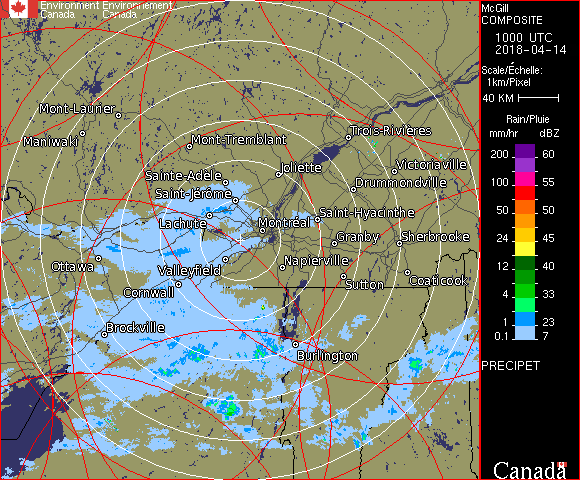 Environment Environnement
Canada Canada
McGill
COMPOSITE
1000 UTC
2018-04-14
Scale/Échelle:
1km/Pixel
40 KM
Rain/Pluie
mm/hr dBZ
200 60
55
100 55
50
50 50
24 45
12 40
4 33
1 23
0.1 7
PRECIPET
Canada
Mont-Laurier
Maniwaki
Mont-Tremblant
Trois-Rivières
Joliette
Victoriaville
Sainte-Adèle
Drummondville
Saint-Jérôme
Lachute
Saint-Hyacinthe
Montréal
Granby
Sherbrooke
Ottawa
Valleyfield
Napierville
Sutton
Coaticook
Cornwall
Brockville
Burlington